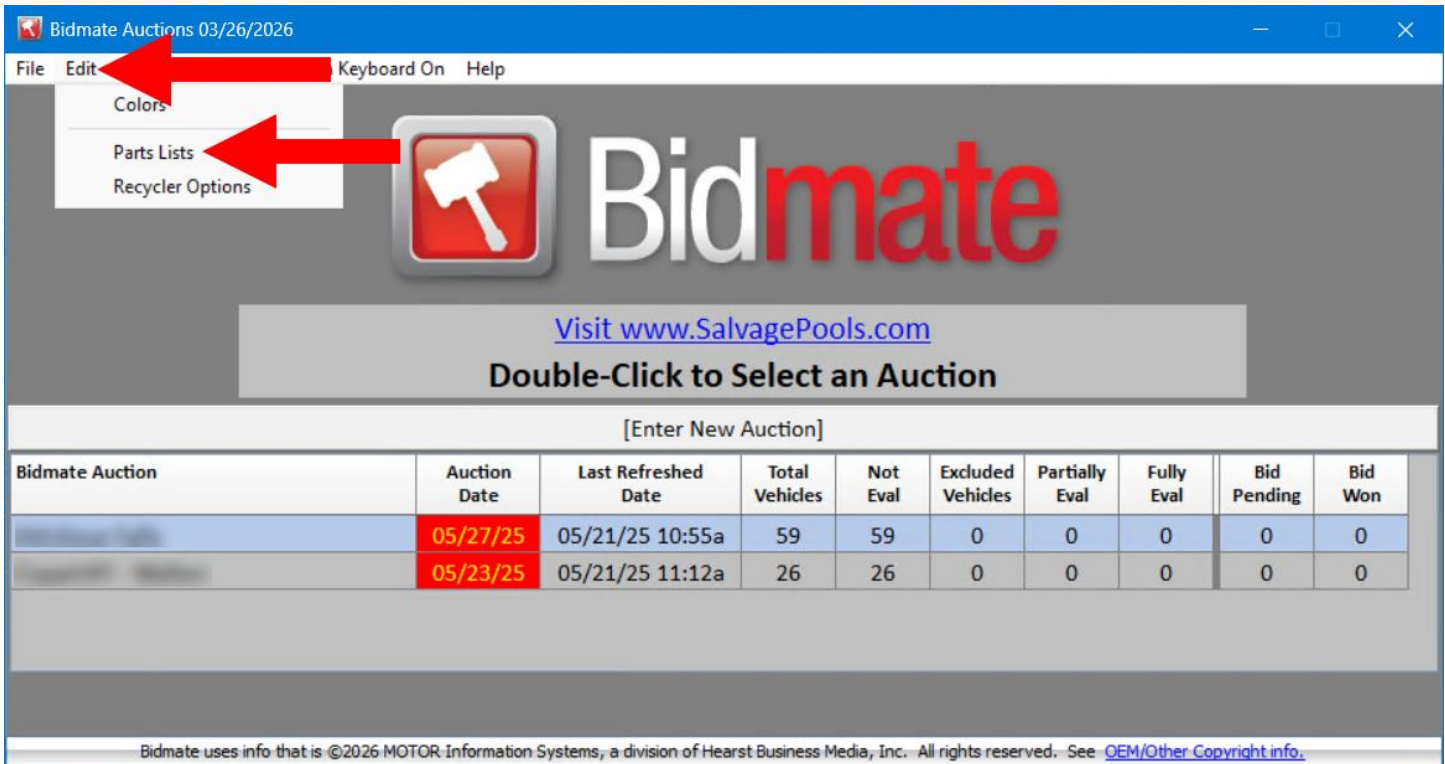 Bidmate Auctions 03/26/2026
File Edit Keyboard On Help
Colors
Parts Lists
Recycler Options
Bidmate
Visit www.SalvagePools.com
Double-Click to Select an Auction
[Enter New Auction]
Bidmate Auction Auction Date Last Refreshed Date Total Vehicles Not Eval Excluded Vehicles Partially Eval Fully Eval Bid Pending Bid Won
05/27/25 05/21/25 10:55a 59 59 0 0 0 0 0
05/23/25 05/21/25 11:12a 26 26 0 0 0 0 0
Bidmate uses info that is ©2026 MOTOR Information Systems, a division of Hearst Business Media, Inc. All rights reserved. See OEM/Other Copyright info.